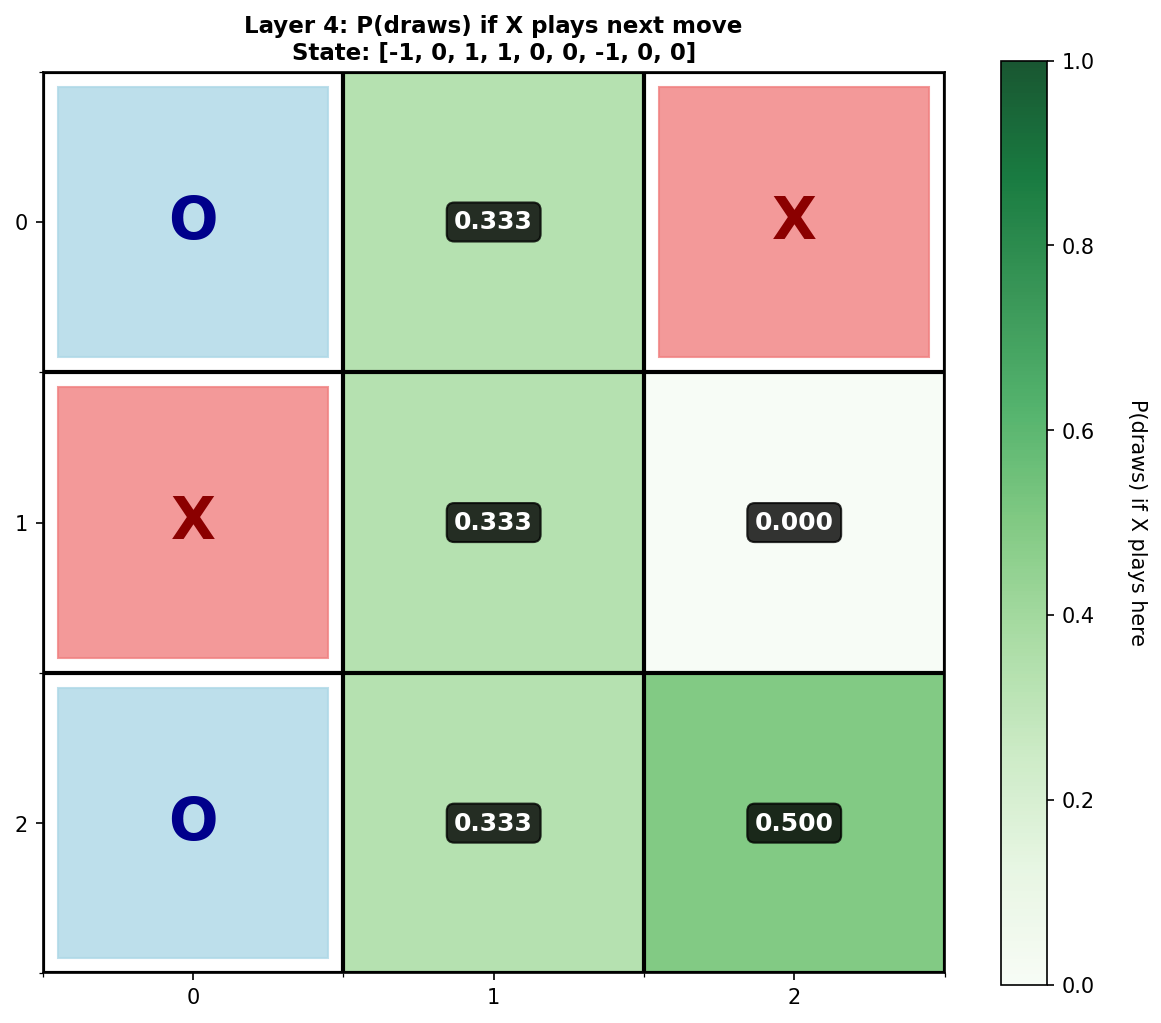 Layer 4: P(draws) if X plays next move
State: [-1, 0, 1, 1, 0, 0, -1, 0, 0]
1.0
0
O
0.333
X
0.8
0.6
1
X
0.333
0.000
P(draws) if X plays here
0.4
2
O
0.333
0.500
0.2
0.0
0
1
2